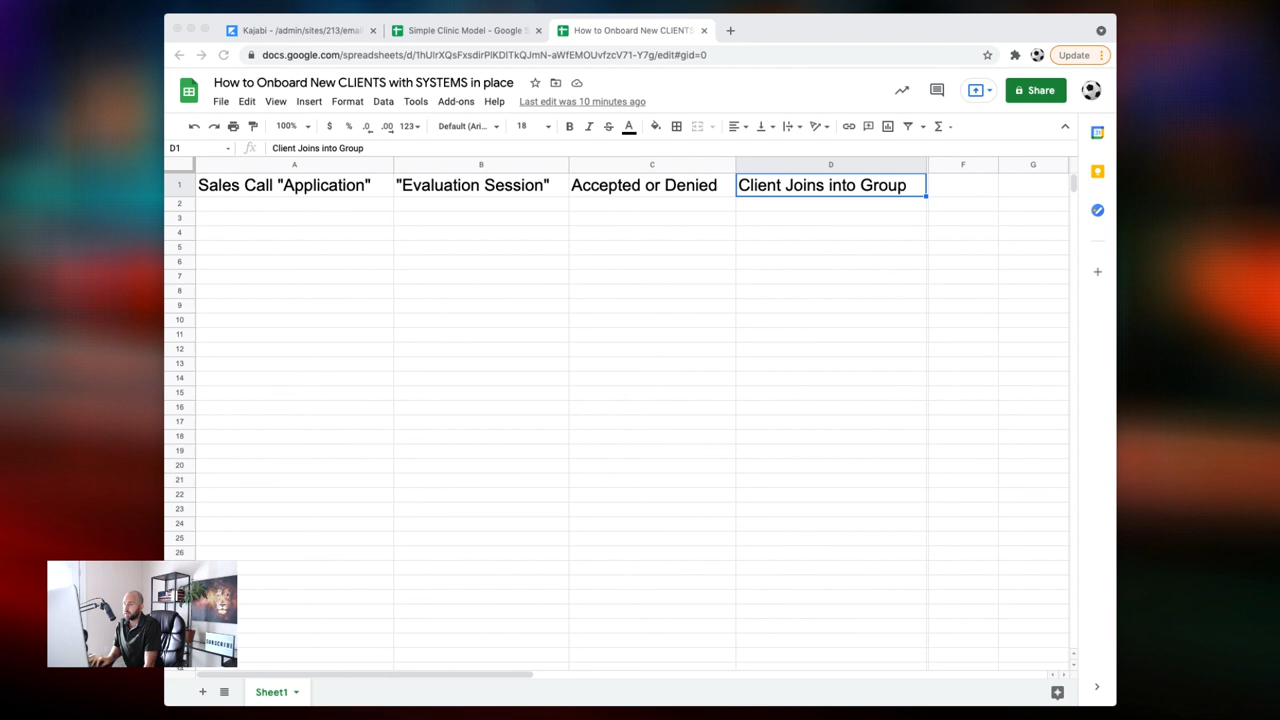 Kajabi - /admin/sites/213/emai
Simple Clinic Model - Google S
How to Onboard New CLIENTS
docs.google.com/spreadsheets/d/1hUIrXQsFxsdirPlKDlTkQJmN-aWfEMOUvfzcV71-Y7g/edit#gid=0
Update
How to Onboard New CLIENTS with SYSTEMS in place
File Edit View Insert Format Data Tools Add-ons Help Last edit was 10 minutes ago
Share
100% $ % .0 .00 123 Default (Ari... 18 B I S A
D1 fx Client Joins into Group
A B C D F G
1 Sales Call "Application" "Evaluation Session" Accepted or Denied Client Joins into Group
2
3
4
5
6
7
8
9
10
11
12
13
14
15
16
17
18
19
20
21
22
23
24
25
26
SUBSCRIBE
Sheet1